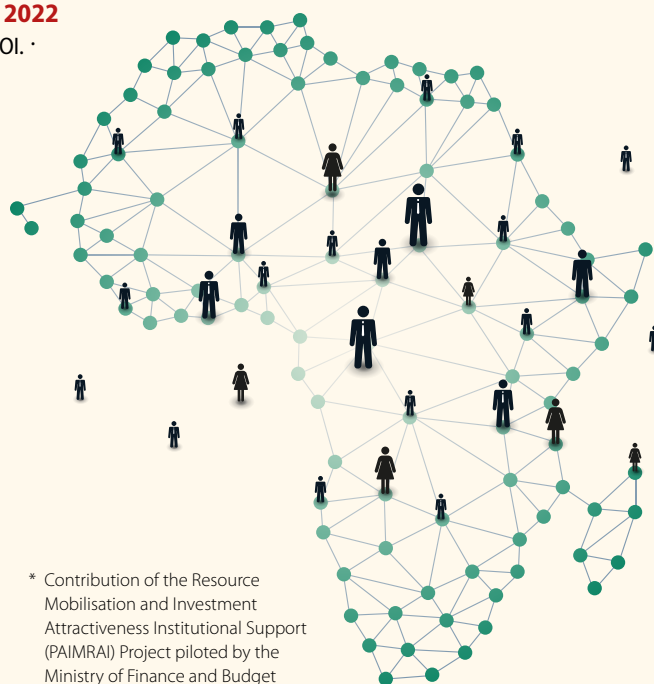 2022
OI. ·
* Contribution of the Resource
Mobilisation and Investment
Attractiveness Institutional Support
(PAIMRAI) Project piloted by the
Ministry of Finance and Budget